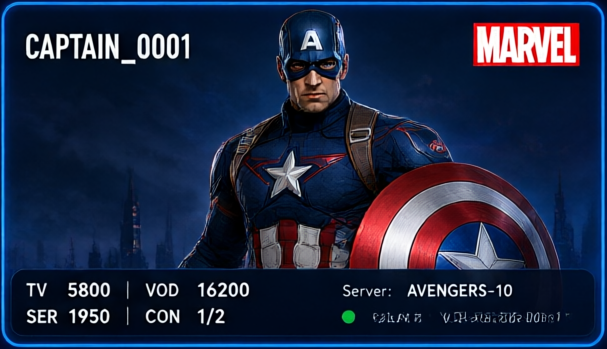 CAPTAIN_0001
MARVEL
A
TV 5800 | VOD 16200
SER 1950 | CON 1/2
Server: AVENGERS-10